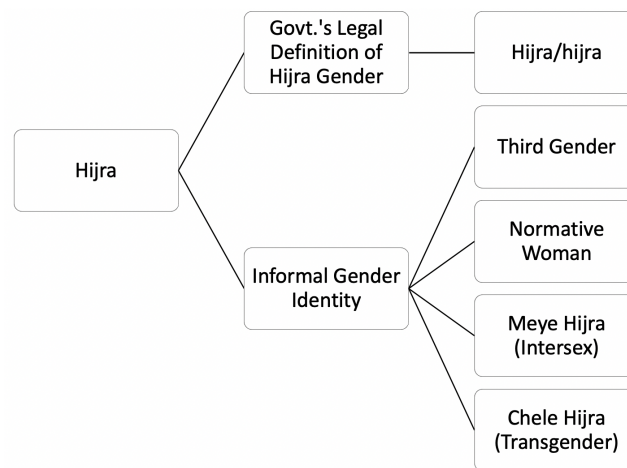 Hijra
Govt.'s Legal
Definition of
Hijra Gender
Hijra/hijra
Informal Gender
Identity
Third Gender
Normative
Woman
Meye Hijra
(Intersex)
Chele Hijra
(Transgender)